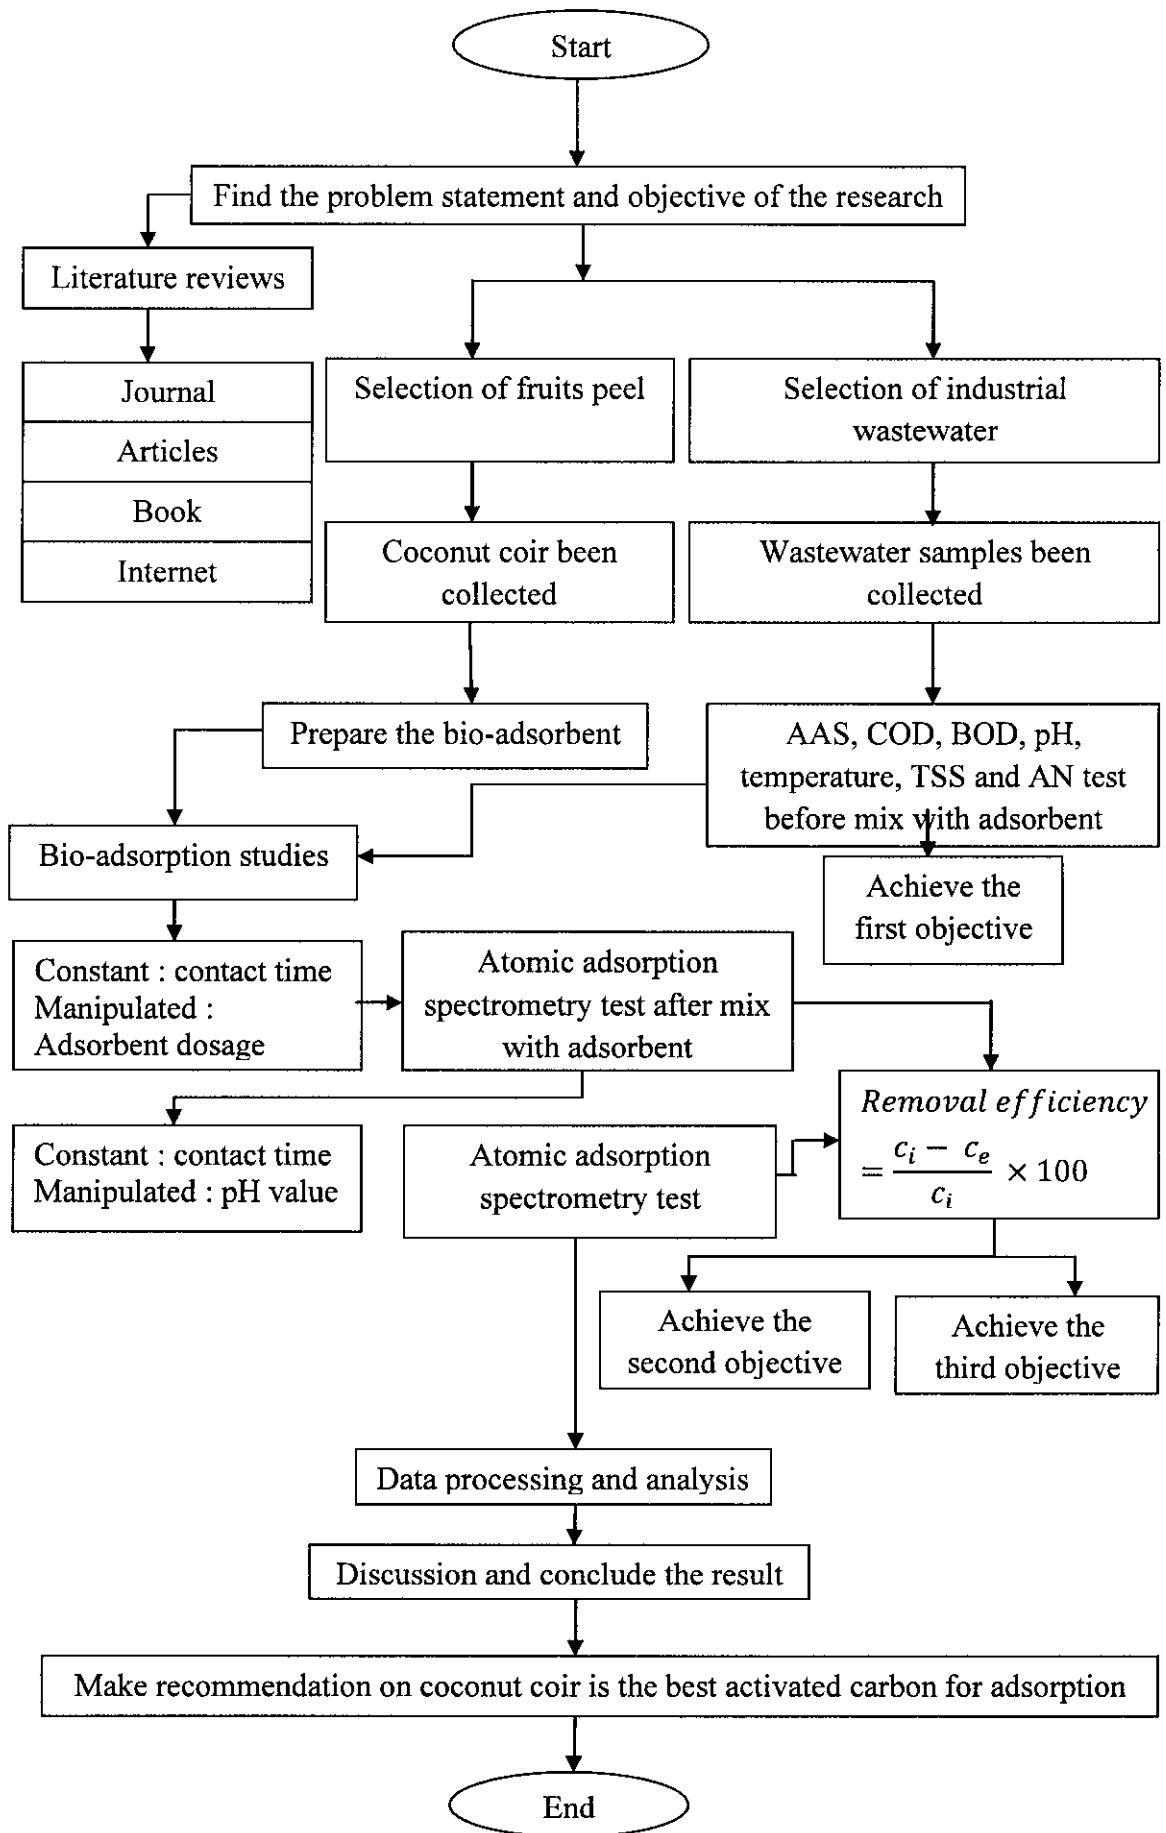 Start
Find the problem statement and objective of the research
Literature reviews
Journal
Articles
Book
Internet
Selection of fruits peel
Selection of industrial
wastewater
Coconut coir been
collected
Wastewater samples been
collected
Prepare the bio-adsorbent
AAS, COD, BOD, pH,
temperature, TSS and AN test
before mix with adsorbent
Bio-adsorption studies
Achieve the
first objective
Constant : contact time
Manipulated :
Adsorbent dosage
Atomic adsorption
spectrometry test after mix
with adsorbent
Removal efficiency
= (c_i − c_e)/c_i × 100
Constant : contact time
Manipulated : pH value
Atomic adsorption
spectrometry test
Achieve the
second objective
Achieve the
third objective
Data processing and analysis
Discussion and conclude the result
Make recommendation on coconut coir is the best activated carbon for adsorption
End